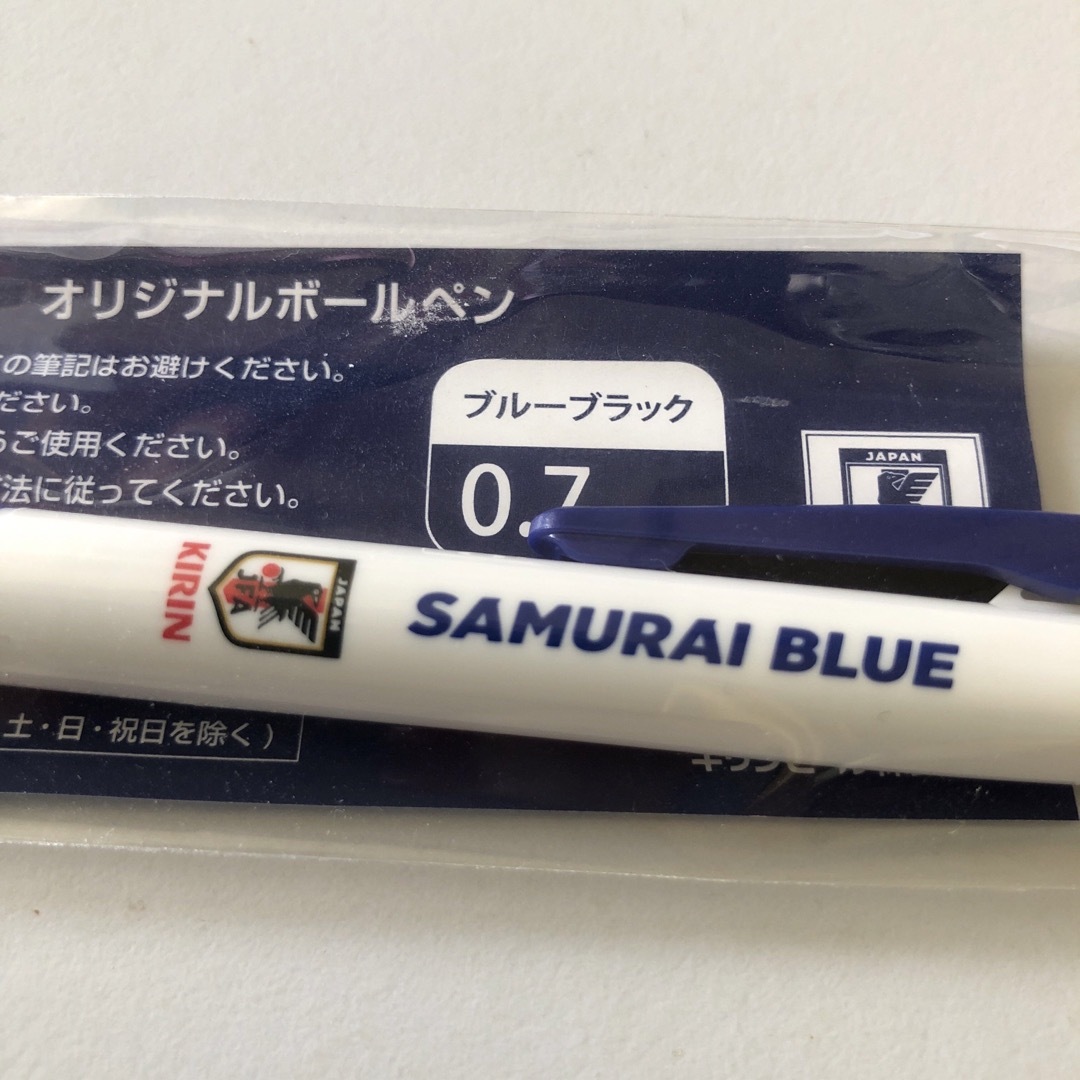 オリジナルボールペン
の筆記はお避けください。
ださい。
らご使用ください。
法に従ってください。
ブルーブラック
0.7
JAPAN
KIRIN
JFA
JAPAN
SAMURAI BLUE
土・日・祝日を除く)